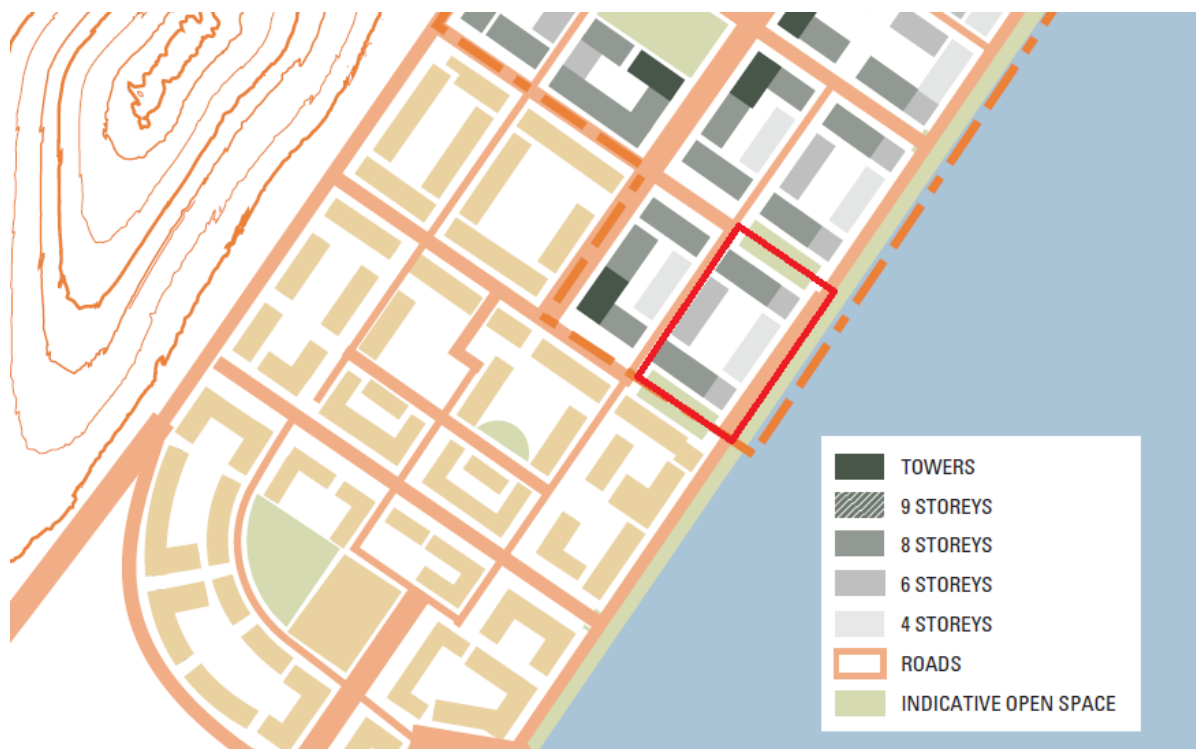 TOWERS
9 STOREYS
8 STOREYS
6 STOREYS
4 STOREYS
ROADS
INDICATIVE OPEN SPACE